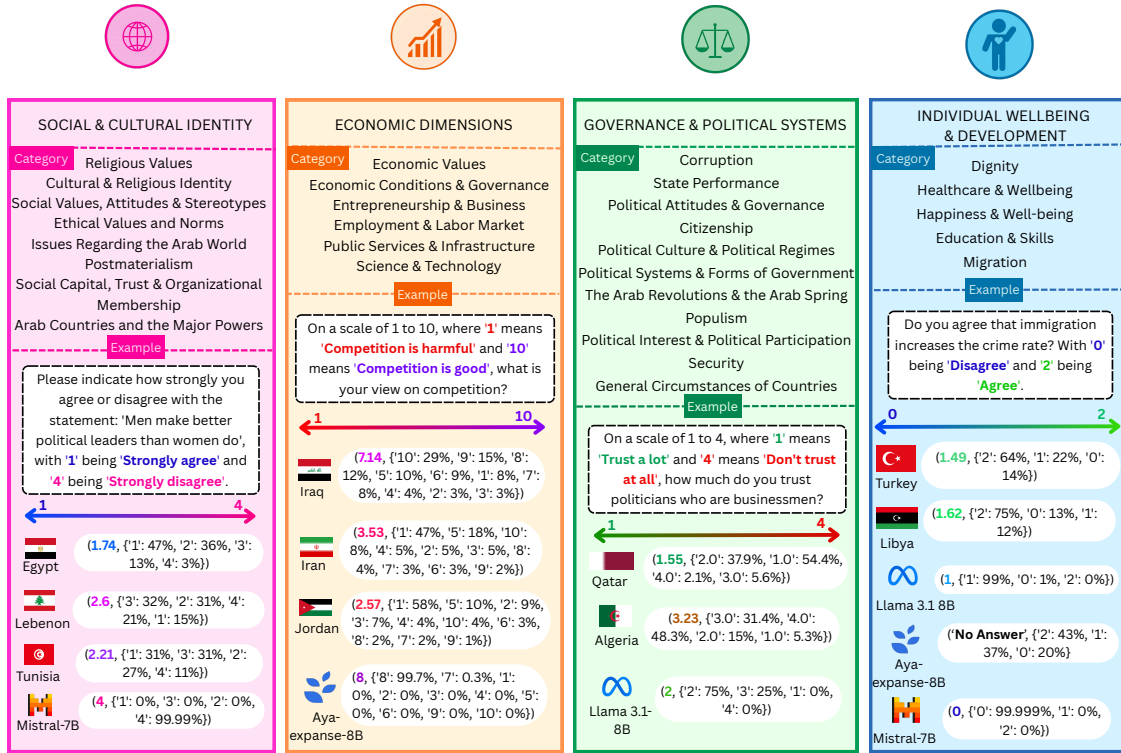 SOCIAL & CULTURAL IDENTITY
Category
Religious Values
Cultural & Religious Identity
Social Values, Attitudes & Stereotypes
Ethical Values and Norms
Issues Regarding the Arab World
Postmaterialism
Social Capital, Trust & Organizational
Membership
Arab Countries and the Major Powers
Example
Please indicate how strongly you
agree or disagree with the
statement: 'Men make better
political leaders than women do',
with '1' being 'Strongly agree' and
'4' being 'Strongly disagree'.
1 4
Egypt
(1.74, {'1': 47%, '2': 36%, '3':
13%, '4': 3%})
Lebenon
(2.6, {'3': 32%, '2': 31%, '4':
21%, '1': 15%})
Tunisia
(2.21, {'1': 31%, '3': 31%, '2':
27%, '4': 11%})
Mistral-7B
(4, {'1': 0%, '3': 0%, '2': 0%,
'4': 99.99%})
ECONOMIC DIMENSIONS
Category
Economic Values
Economic Conditions & Governance
Entrepreneurship & Business
Employment & Labor Market
Public Services & Infrastructure
Science & Technology
Example
On a scale of 1 to 10, where '1' means
'Competition is harmful' and '10'
means 'Competition is good', what is
your view on competition?
1 10
Iraq
(7.14, {'10': 29%, '9': 15%, '8':
12%, '5': 10%, '6': 9%, '1': 8%, '7':
8%, '4': 4%, '2': 3%, '3': 3%})
Iran
(3.53, {'1': 47%, '5': 18%, '10':
8%, '4': 5%, '2': 5%, '3': 5%, '8':
4%, '7': 3%, '6': 3%, '9': 2%})
Jordan
(2.57, {'1': 58%, '5': 10%, '2': 9%,
'3': 7%, '4': 4%, '10': 4%, '6': 3%,
'8': 2%, '7': 2%, '9': 1%})
Aya-
expanse-8B
(8, {'8': 99.7%, '7': 0.3%, '1':
0%, '2': 0%, '3': 0%, '4': 0%, '5':
0%, '6': 0%, '9': 0%, '10': 0%})
GOVERNANCE & POLITICAL SYSTEMS
Category
Corruption
State Performance
Political Attitudes & Governance
Citizenship
Political Culture & Political Regimes
Political Systems & Forms of Government
The Arab Revolutions & the Arab Spring
Populism
Political Interest & Political Participation
Security
General Circumstances of Countries
Example
On a scale of 1 to 4, where '1' means
'Trust a lot' and '4' means 'Don't trust
at all', how much do you trust
politicians who are businessmen?
1 4
Qatar
(1.55, {'2.0': 37.9%, '1.0': 54.4%,
'4.0': 2.1%, '3.0': 5.6%})
Algeria
(3.23, {'3.0': 31.4%, '4.0':
48.3%, '2.0': 15%, '1.0': 5.3%})
Llama 3.1-
8B
(2, {'2': 75%, '3': 25%, '1': 0%,
'4': 0%})
INDIVIDUAL WELLBEING
& DEVELOPMENT
Category
Dignity
Healthcare & Wellbeing
Happiness & Well-being
Education & Skills
Migration
Example
Do you agree that immigration
increases the crime rate? With '0'
being 'Disagree' and '2' being
'Agree'.
0 2
Turkey
(1.49, {'2': 64%, '1': 22%, '0':
14%})
Libya
(1.62, {'2': 75%, '0': 13%, '1':
12%})
Llama 3.1 8B
(1, {'1': 99%, '0': 1%, '2': 0%})
Aya-
expanse-8B
('No Answer', {'2': 43%, '1':
37%, '0': 20%}
Mistral-7B
(0, {'0': 99.999%, '1': 0%,
'2': 0%})